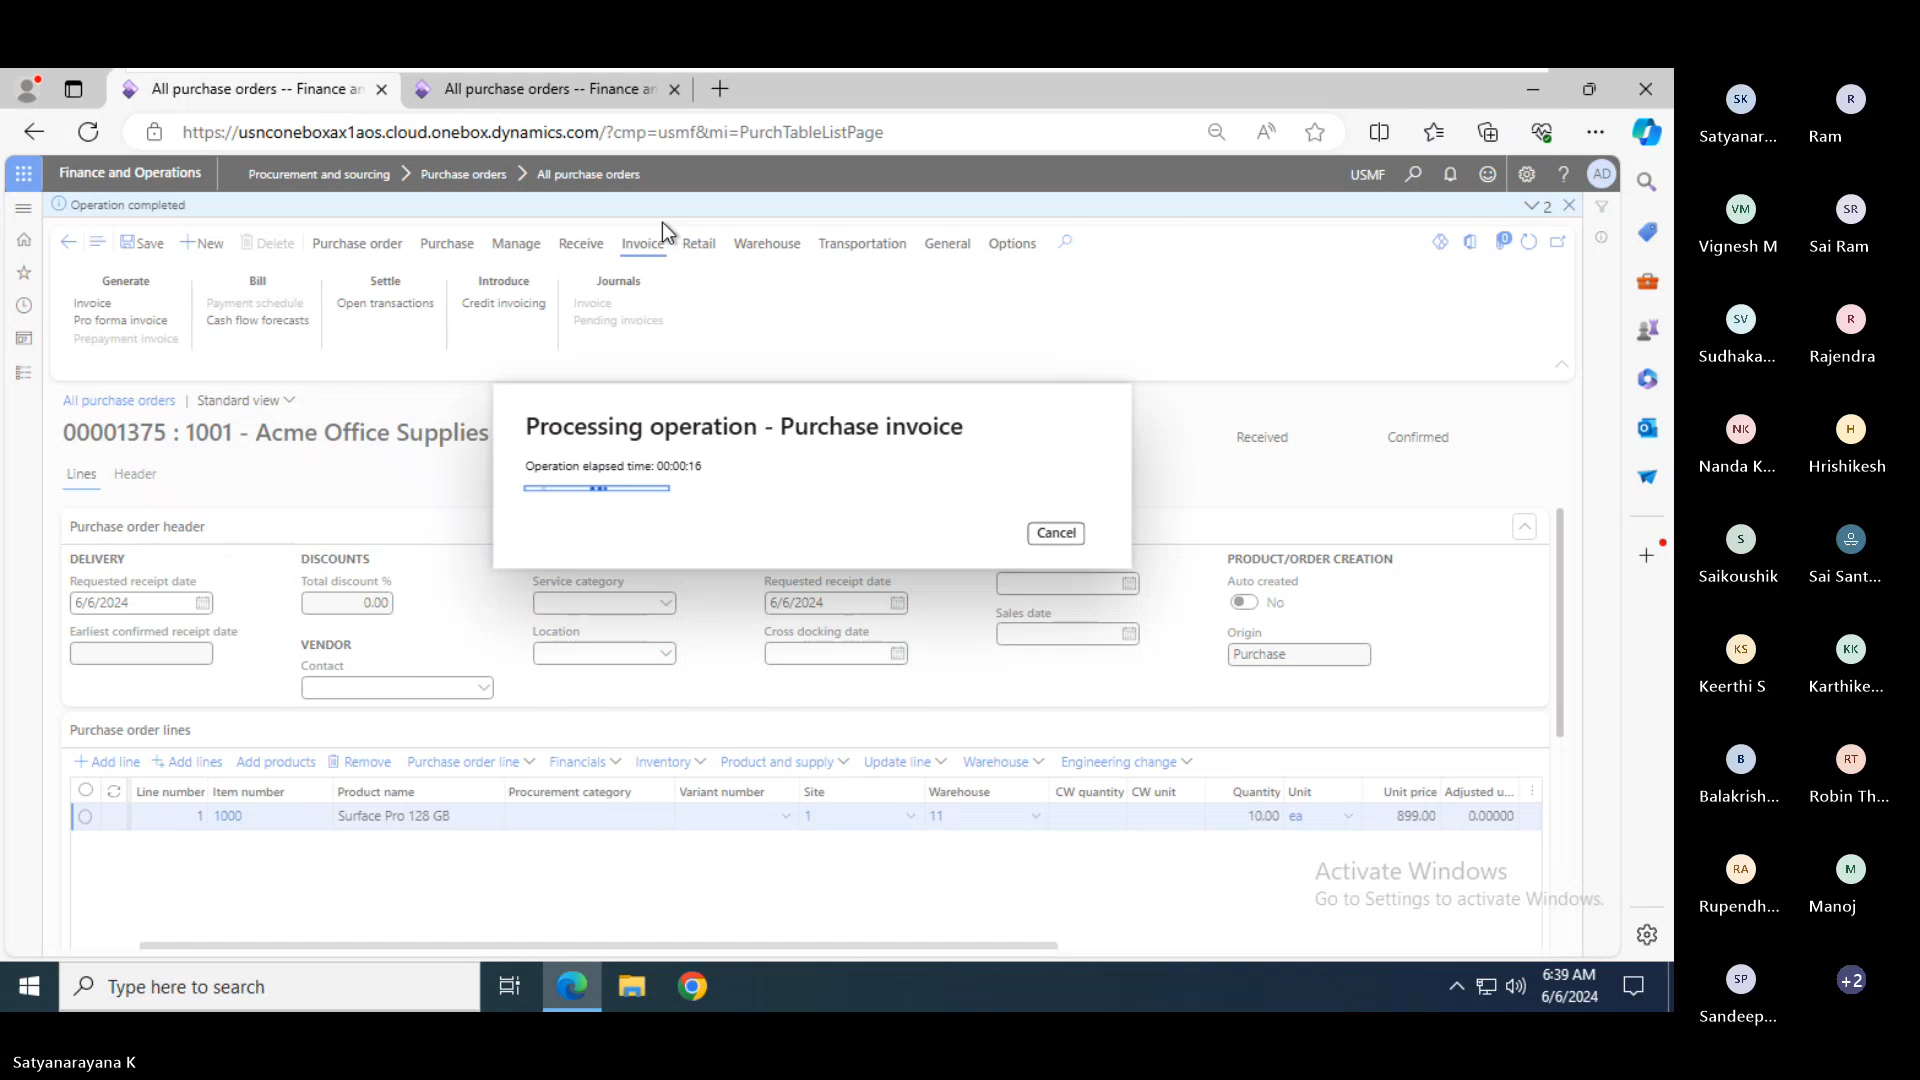 All purchase orders -- Finance an
All purchase orders -- Finance an
https://usnconeboxax1aos.cloud.onebox.dynamics.com/?cmp=usmf&mi=PurchTableListPage
Finance and Operations
Procurement and sourcing
Purchase orders
All purchase orders
USMF
AD
Operation completed
2
Save
New
Delete
Purchase order
Purchase
Manage
Receive
Invoice
Retail
Warehouse
Transportation
General
Options
0
Generate
Invoice
Pro forma invoice
Prepayment invoice
Bill
Payment schedule
Cash flow forecasts
Settle
Open transactions
Introduce
Credit invoicing
Journals
Invoice
Pending invoices
All purchase orders | Standard view
00001375 : 1001 - Acme Office Supplies
Received
Confirmed
Lines
Header
Processing operation - Purchase invoice
Operation elapsed time: 00:00:16
Cancel
Purchase order header
DELIVERY
Requested receipt date
6/6/2024
Earliest confirmed receipt date
DISCOUNTS
Total discount %
0.00
VENDOR
Contact
Service category
Location
Requested receipt date
6/6/2024
Cross docking date
Sales date
PRODUCT/ORDER CREATION
Auto created
No
Origin
Purchase
Purchase order lines
Add line
Add lines
Add products
Remove
Purchase order line
Financials
Inventory
Product and supply
Update line
Warehouse
Engineering change
Line number Item number Product name Procurement category Variant number Site Warehouse CW quantity CW unit Quantity Unit Unit price Adjusted u...
1 1000 Surface Pro 128 GB 1 11 10.00 ea 899.00 0.00000
Activate Windows
Go to Settings to activate Windows.
Type here to search
6:39 AM
6/6/2024
SK
Satyanar...
R
Ram
VM
Vignesh M
SR
Sai Ram
SV
Sudhaka...
R
Rajendra
NK
Nanda K...
H
Hrishikesh
S
Saikoushik
Sai Sant...
KS
Keerthi S
KK
Karthike...
B
Balakrish...
RT
Robin Th...
RA
Rupendh...
M
Manoj
SP
Sandeep...
+2
Satyanarayana K